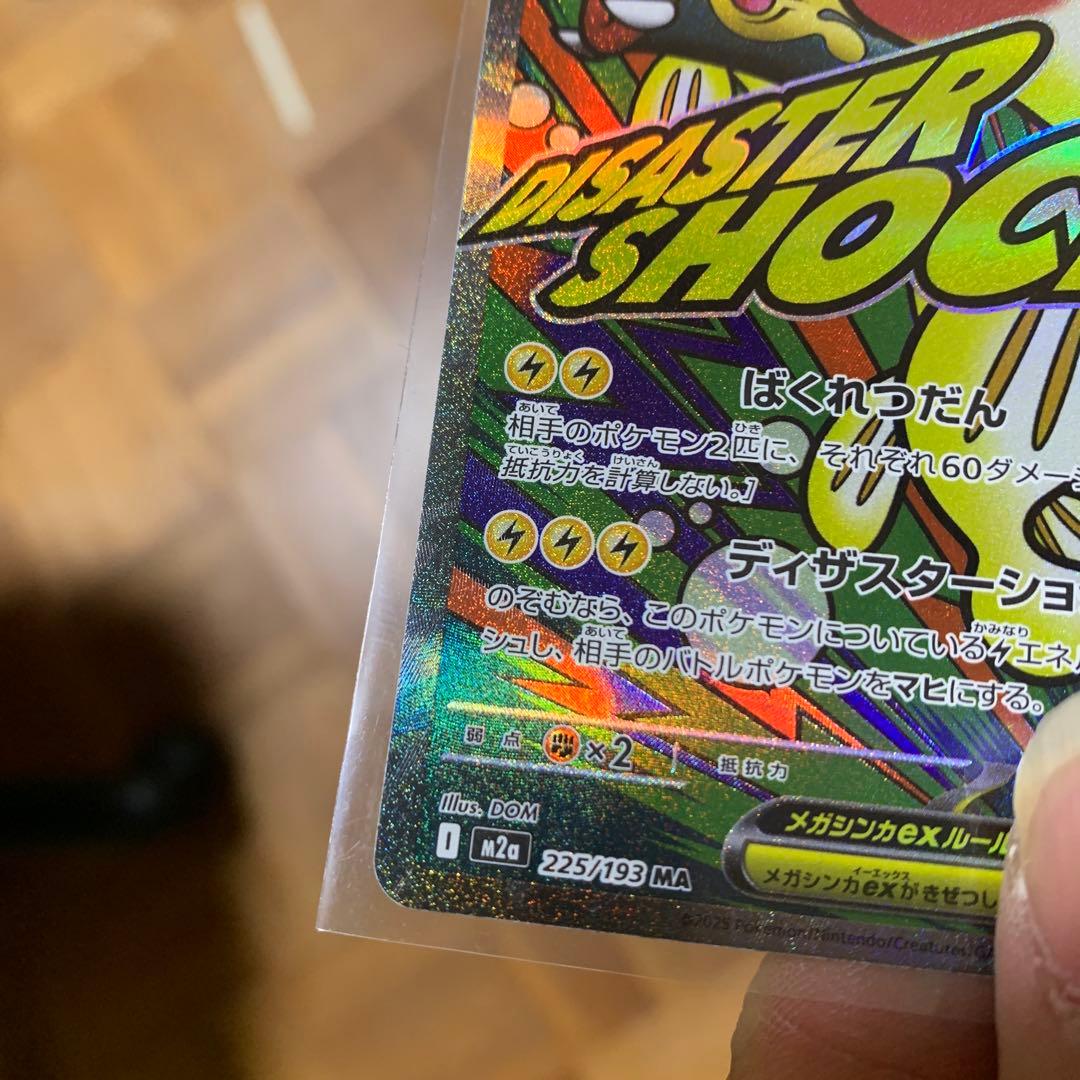 DISASTER
SHOC
ばくれつだん
あいて ひき
相手のポケモン2匹に、それぞれ60ダメー
ていこうりょく けいさん
抵抗力を計算しない。]
ディザスターショ
かみなり
のぞむなら、このポケモンについているエネル
あいて
シュし、相手のバトルポケモンをマヒにする。
弱点 ×2 抵抗力
Illus. DOM
メガシンカexルール
I M2a 225/193 MA
イーエックス
メガシンカexがきぜつし
©2025 Pokémon/Nintendo/Creatures